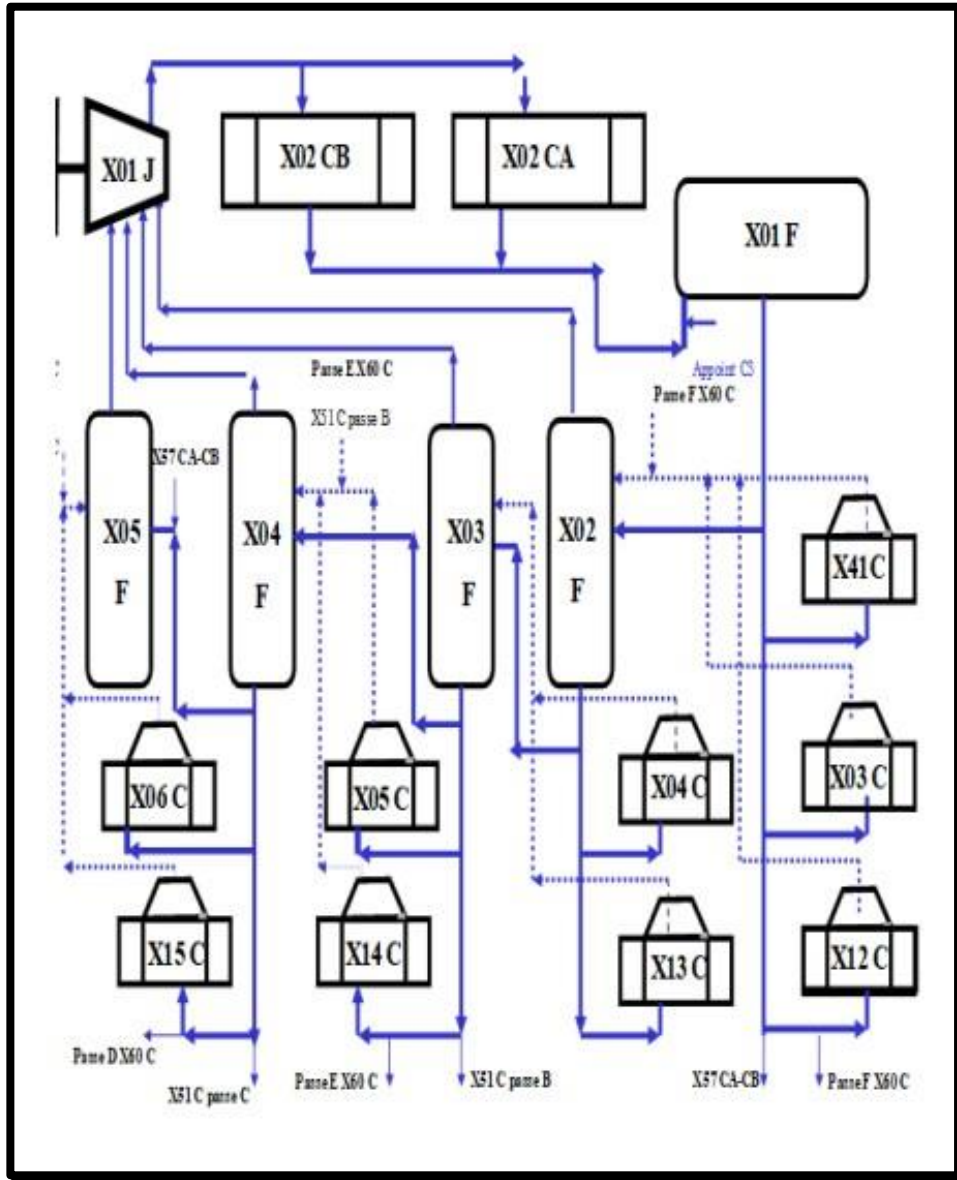 X01 J
X02 CB
X02 CA
X01 F
Passe E X60 C
Appoint C3
Passe F X60 C
X51 C passe B
X57 CA-CB
X05
F
X04
F
X03
F
X02
F
X41C
X06 C
X05 C
X04 C
X03 C
X15 C
X14 C
X13 C
X12 C
Passe D X60 C
X51 C passe C
Passe E X60 C
X51 C passe B
X57 CA-CB
Passe F X60 C